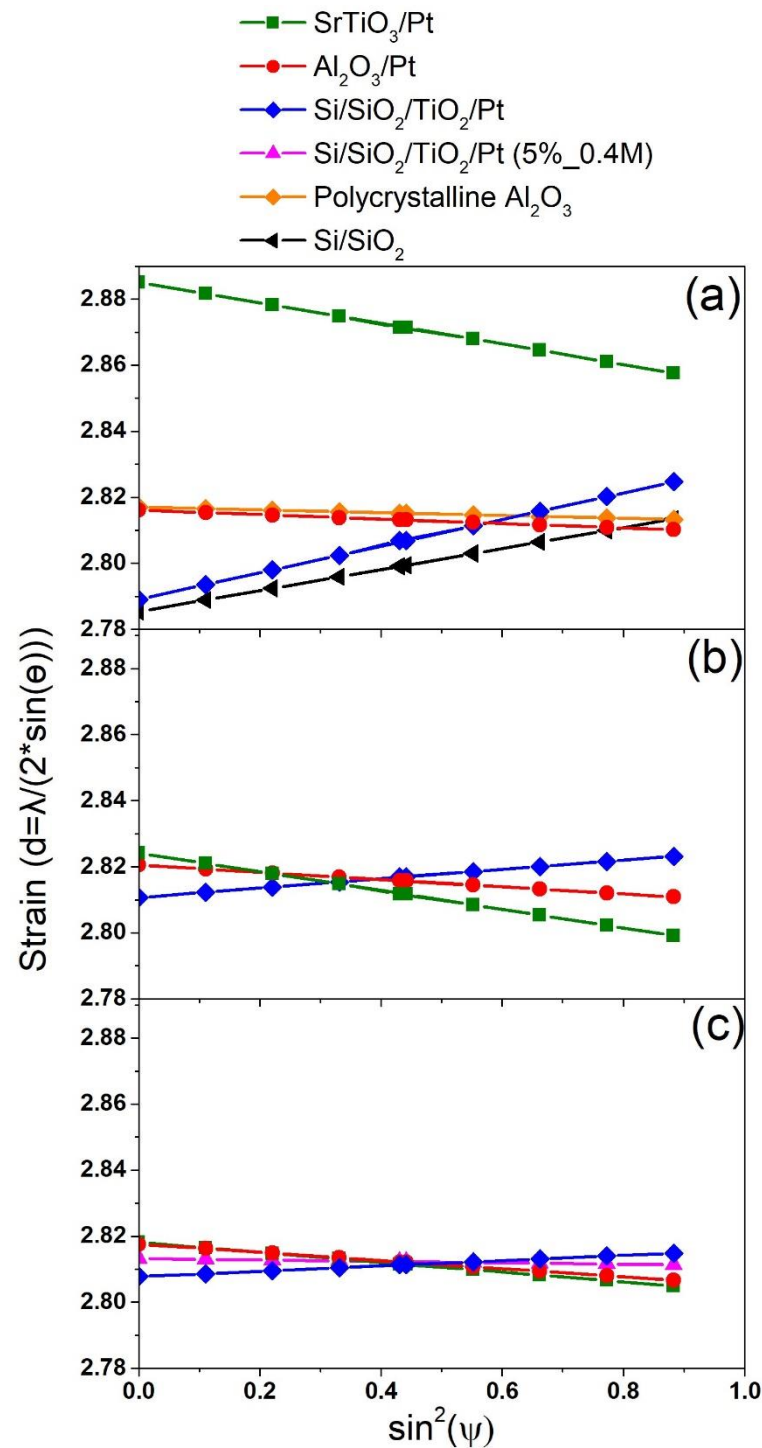 SrTiO₃/Pt
Al₂O₃/Pt
Si/SiO₂/TiO₂/Pt
Si/SiO₂/TiO₂/Pt (5%_0.4M)
Polycrystalline Al₂O₃
Si/SiO₂
(a)
2.88
2.86
2.84
2.82
2.80
2.78
(b)
2.88
2.86
2.84
2.82
2.80
2.78
(c)
2.88
2.86
2.84
2.82
2.80
2.78
0.0 0.2 0.4 0.6 0.8 1.0
Strain (d=λ/(2*sin(ɵ)))
sin²(ψ)